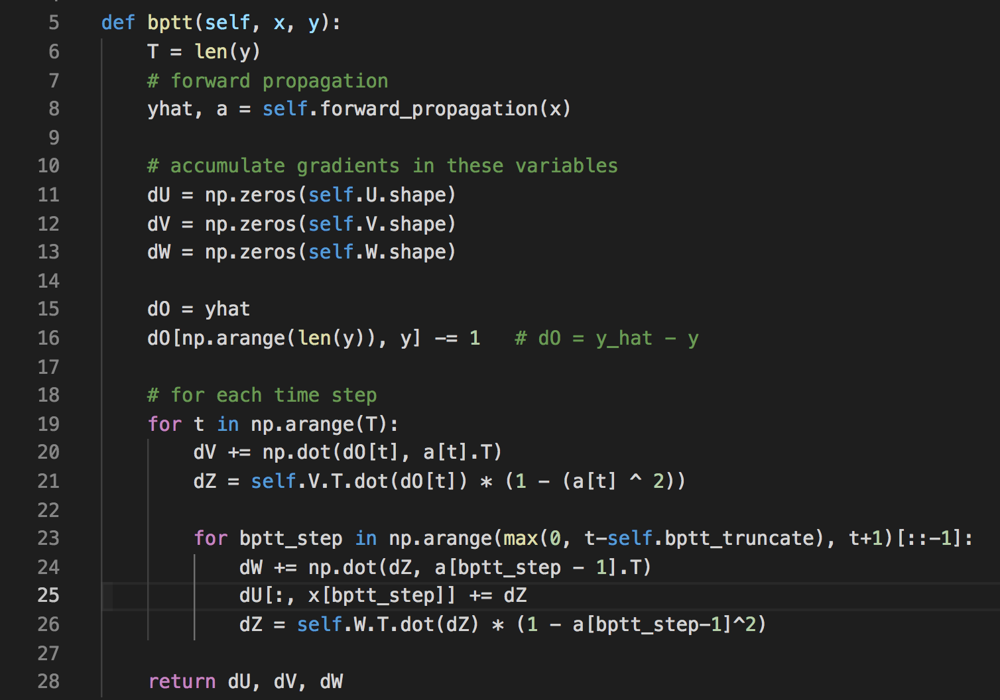 5 def bptt(self, x, y):
6 T = len(y)
7 # forward propagation
8 yhat, a = self.forward_propagation(x)
9
10 # accumulate gradients in these variables
11 dU = np.zeros(self.U.shape)
12 dV = np.zeros(self.V.shape)
13 dW = np.zeros(self.W.shape)
14
15 dO = yhat
16 dO[np.arange(len(y)), y] -= 1 # dO = y_hat - y
17
18 # for each time step
19 for t in np.arange(T):
20 dV += np.dot(dO[t], a[t].T)
21 dZ = self.V.T.dot(dO[t]) * (1 - (a[t] ^ 2))
22
23 for bptt_step in np.arange(max(0, t-self.bptt_truncate), t+1)[::-1]:
24 dW += np.dot(dZ, a[bptt_step - 1].T)
25 dU[:, x[bptt_step]] += dZ
26 dZ = self.W.T.dot(dZ) * (1 - a[bptt_step-1]^2)
27
28 return dU, dV, dW